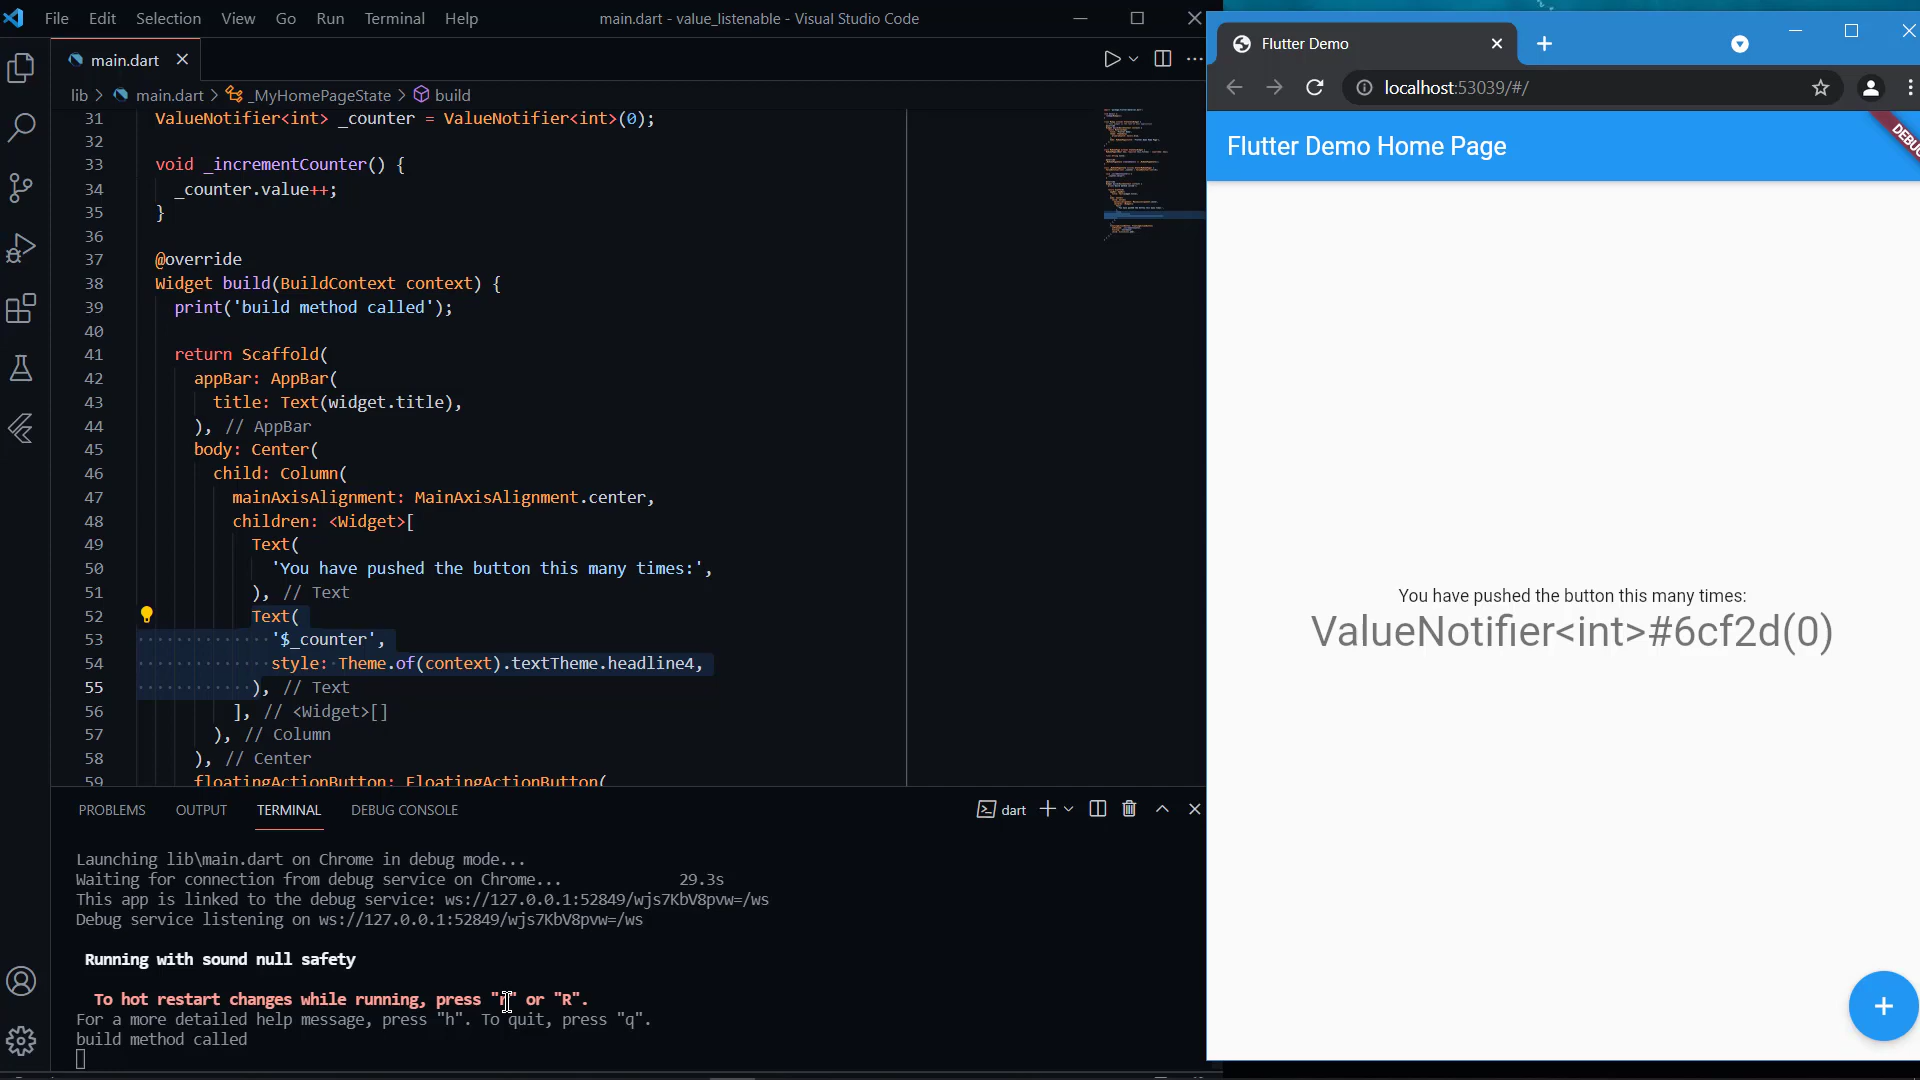 File Edit Selection View Go Run Terminal Help main.dart - value_listenable - Visual Studio Code
main.dart
lib > main.dart > _MyHomePageState > build
31 ValueNotifier<int> _counter = ValueNotifier<int>(0);
32
33 void _incrementCounter() {
34 _counter.value++;
35 }
36
37 @override
38 Widget build(BuildContext context) {
39 print('build method called');
40
41 return Scaffold(
42 appBar: AppBar(
43 title: Text(widget.title),
44 ), // AppBar
45 body: Center(
46 child: Column(
47 mainAxisAlignment: MainAxisAlignment.center,
48 children: <Widget>[
49 Text(
50 'You have pushed the button this many times:',
51 ), // Text
52 Text(
53 '$_counter',
54 style: Theme.of(context).textTheme.headline4,
55 ), // Text
56 ], // <Widget>[]
57 ), // Column
58 ), // Center
59 floatingActionButton: FloatingActionButton(
PROBLEMS OUTPUT TERMINAL DEBUG CONSOLE dart
Launching lib\main.dart on Chrome in debug mode...
Waiting for connection from debug service on Chrome... 29.3s
This app is linked to the debug service: ws://127.0.0.1:52849/wjs7KbV8pvw=/ws
Debug service listening on ws://127.0.0.1:52849/wjs7KbV8pvw=/ws
Running with sound null safety
To hot restart changes while running, press "r" or "R".
For a more detailed help message, press "h". To quit, press "q".
build method called
Flutter Demo
localhost:53039/#/
Flutter Demo Home Page
DEBUG
You have pushed the button this many times:
ValueNotifier<int>#6cf2d(0)